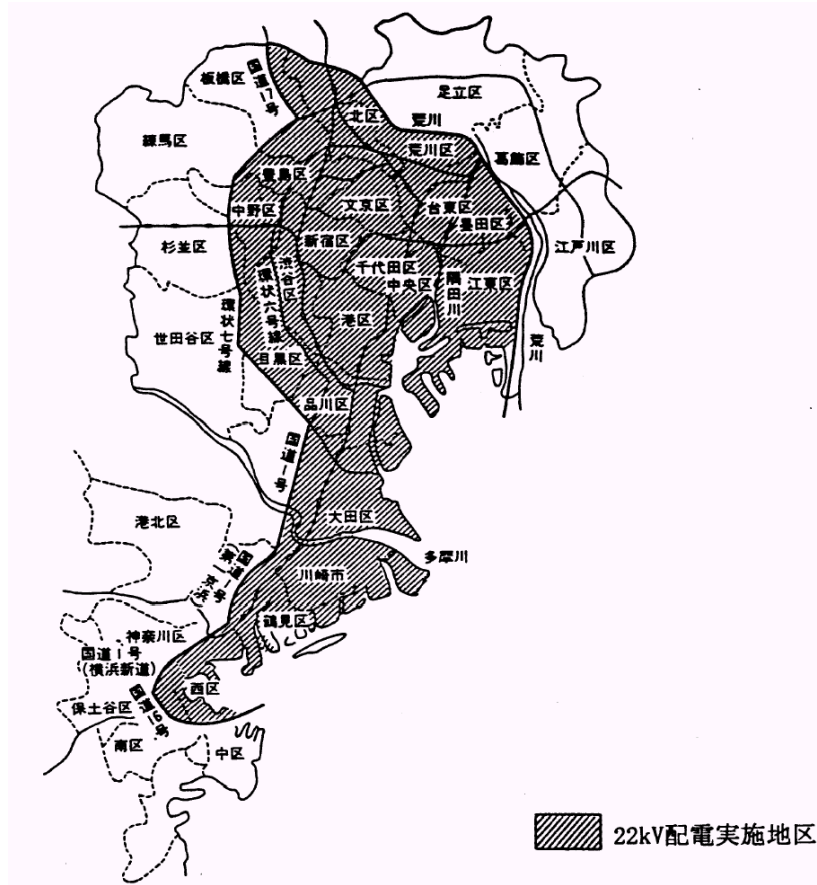 板橋区
国道17号
足立区
北区
荒川
練馬区
荒川区
葛飾区
豊島区
中野区
文京区
台東区
墨田区
杉並区
新宿区
江戸川区
渋谷区
千代田区
中央区
隅田川
江東区
環状六号線
環状七号線
世田谷区
港区
荒川
目黒区
品川区
国道1号
大田区
港北区
多摩川
国道1号
(第一京浜)
川崎市
鶴見区
神奈川区
国道1号
(横浜新道)
西区
国道16号
保土谷区
南区
中区
22kV配電実施地区